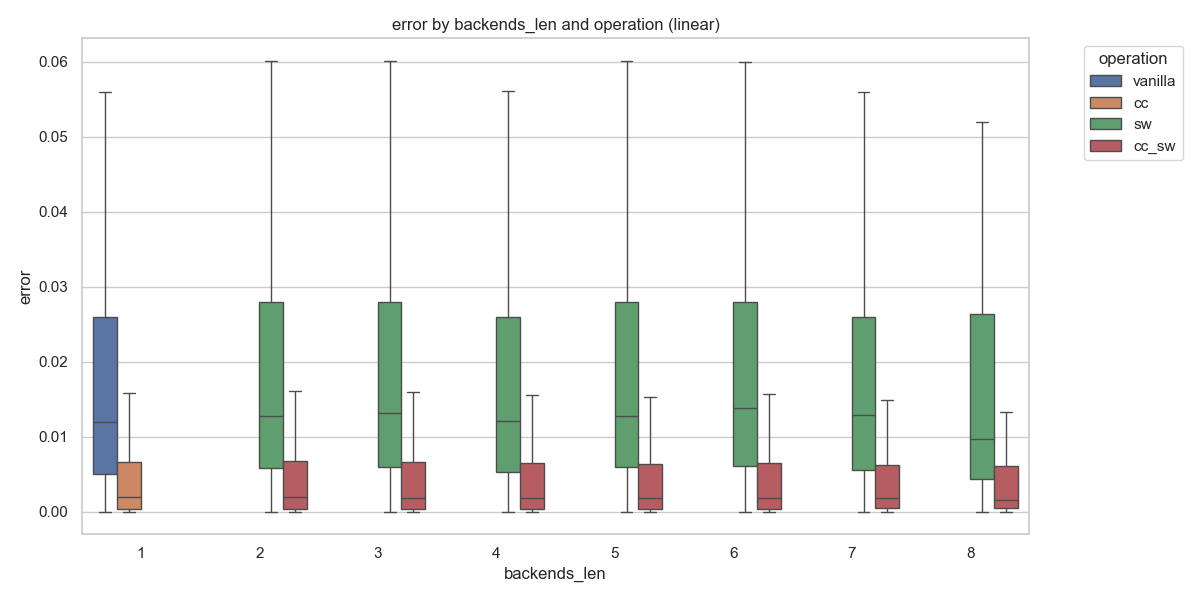 error by backends_len and operation (linear)
operation
vanilla
cc
sw
cc_sw
error
0.06
0.05
0.04
0.03
0.02
0.01
0.00
1 2 3 4 5 6 7 8
backends_len